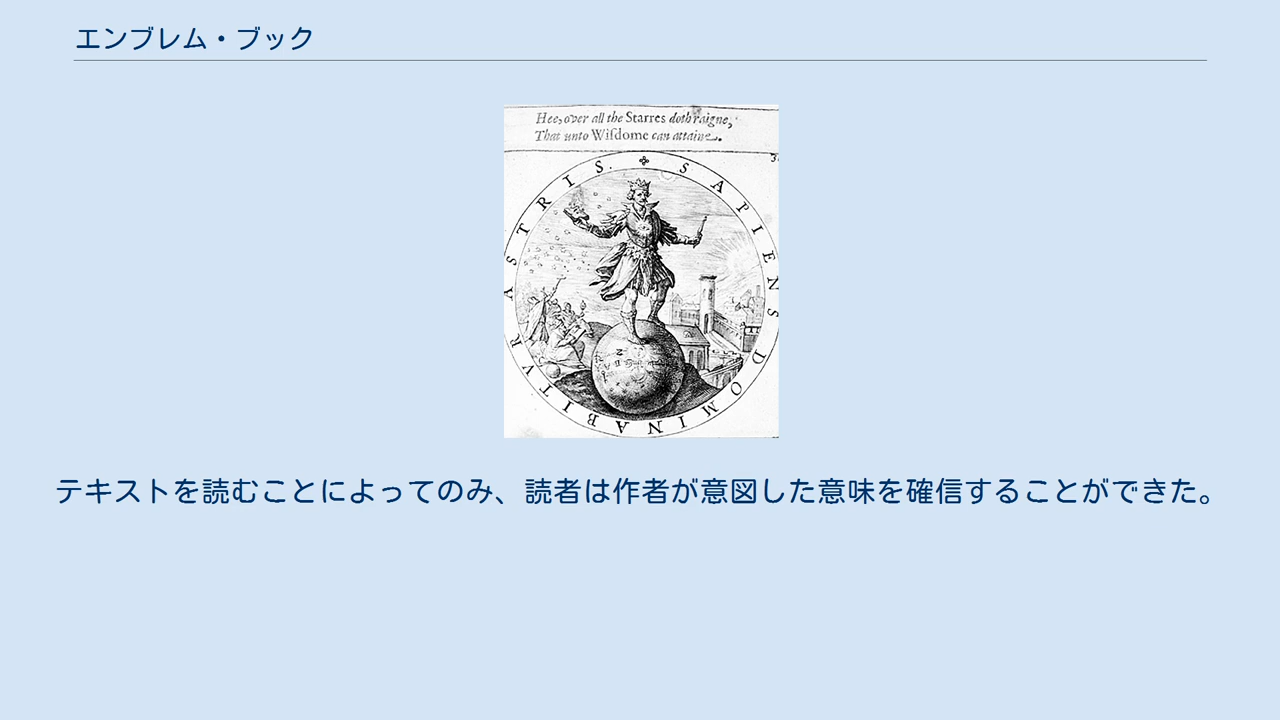 エンブレム・ブック
Hee, over all the Starres doth raigne,
That unto Wiſdome can attaine.
✤ SAPIENS DOMINABITVR ASTRIS.
テキストを読むことによってのみ、読者は作者が意図した意味を確信することができた。